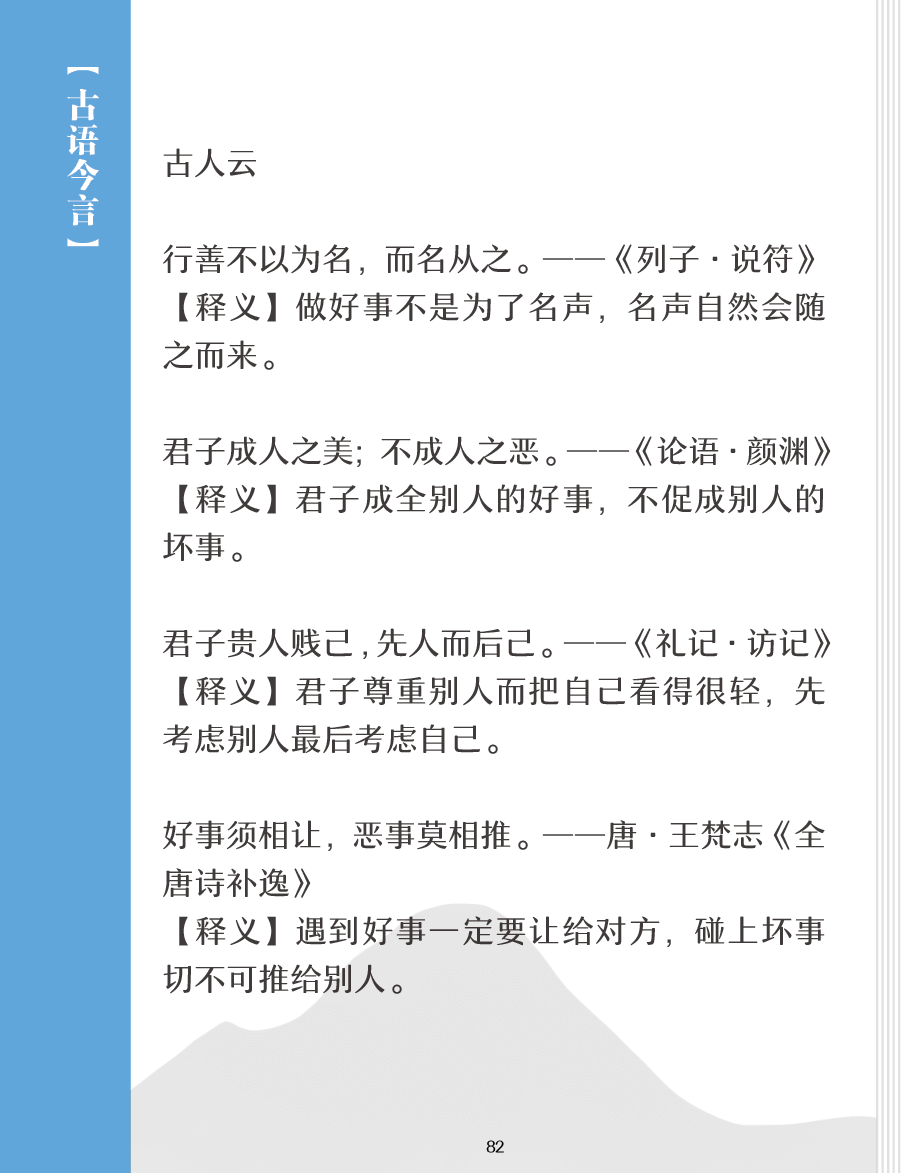 【古语今言】
古人云
行善不以为名，而名从之。——《列子·说符》
【释义】做好事不是为了名声，名声自然会随
之而来。
君子成人之美；不成人之恶。——《论语·颜渊》
【释义】君子成全别人的好事，不促成别人的
坏事。
君子贵人贱己,先人而后己。——《礼记·访记》
【释义】君子尊重别人而把自己看得很轻，先
考虑别人最后考虑自己。
好事须相让，恶事莫相推。——唐·王梵志《全
唐诗补逸》
【释义】遇到好事一定要让给对方，碰上坏事
切不可推给别人。
82